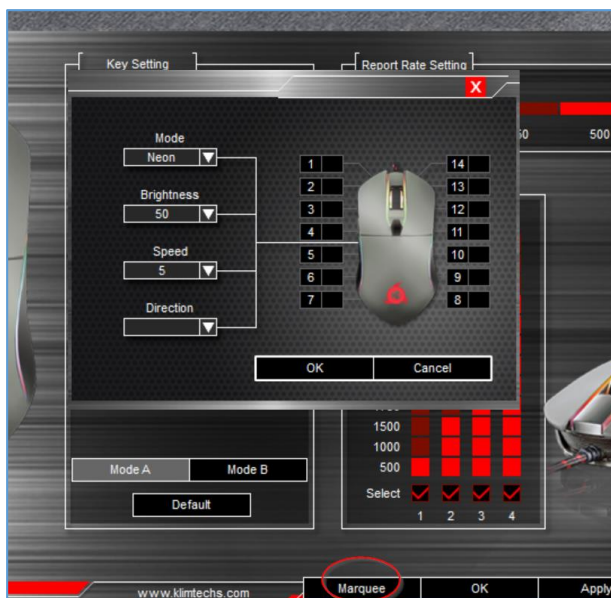 Key Setting
Report Rate Setting
X
500
Mode
Neon
Brightness
50
Speed
5
Direction
1
2
3
4
5
6
7
14
13
12
11
10
9
8
OK Cancel
1500
1000
500
Mode A Mode B
Default
Select
1 2 3 4
www.klimtechs.com
Marquee OK Apply